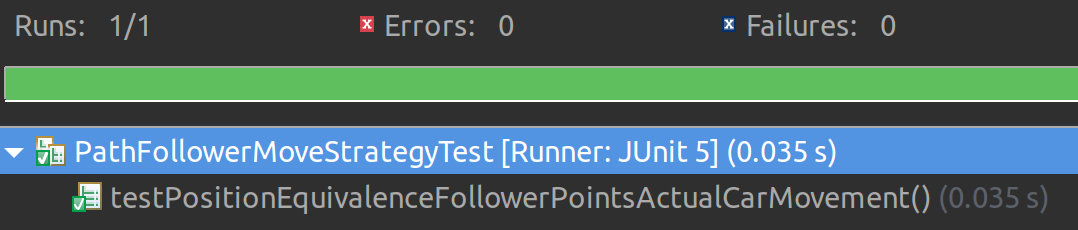 Runs: 1/1 Errors: 0 Failures: 0
PathFollowerMoveStrategyTest [Runner: JUnit 5] (0.035 s)
testPositionEquivalenceFollowerPointsActualCarMovement() (0.035 s)